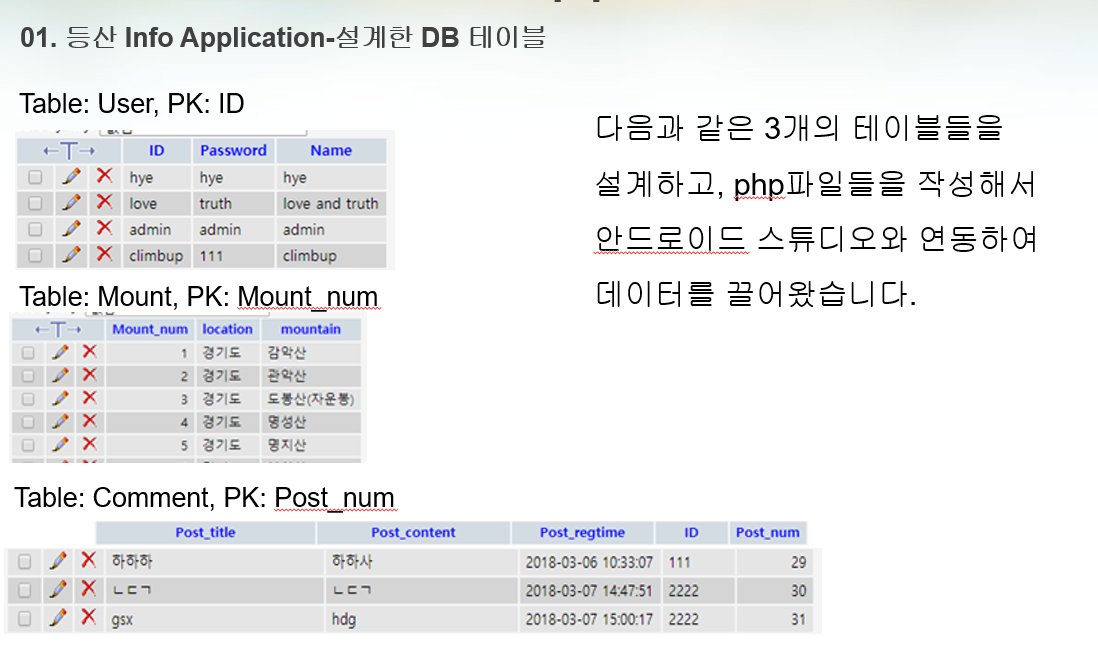 01. 등산 Info Application-설계한 DB 테이블
Table: User, PK: ID
ID Password Name
hye hye hye
love truth love and truth
admin admin admin
climbup 111 climbup
Table: Mount, PK: Mount_num
Mount_num location mountain
1 경기도 감악산
2 경기도 관악산
3 경기도 도봉산(자운봉)
4 경기도 명성산
5 경기도 명지산
Table: Comment, PK: Post_num
Post_title Post_content Post_regtime ID Post_num
하하하 하하사 2018-03-06 10:33:07 111 29
ㄴㄷㄱ ㄴㄷㄱ 2018-03-07 14:47:51 2222 30
gsx hdg 2018-03-07 15:00:17 2222 31
다음과 같은 3개의 테이블들을
설계하고, php파일들을 작성해서
안드로이드 스튜디오와 연동하여
데이터를 끌어왔습니다.